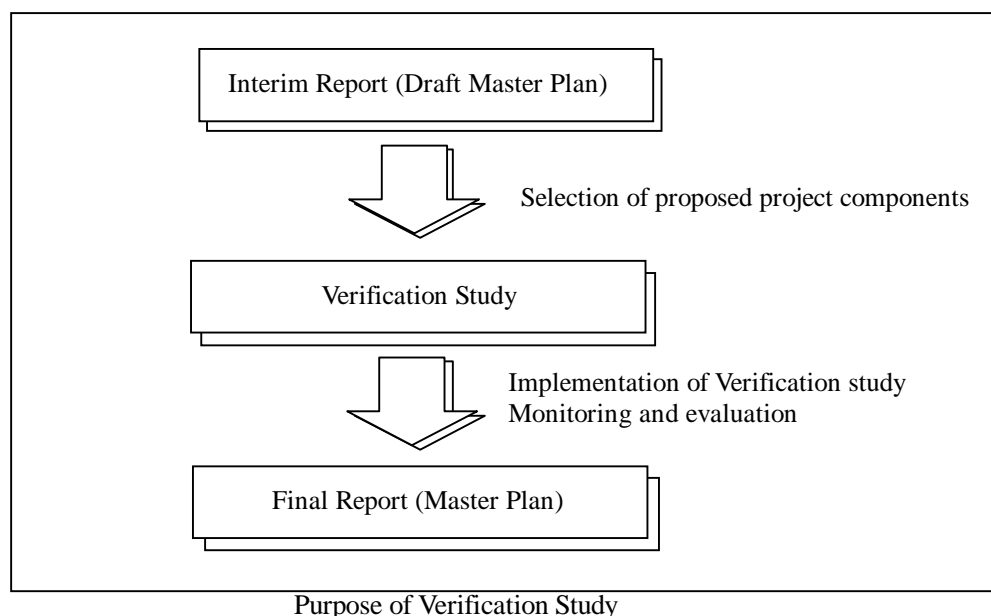 Interim Report (Draft Master Plan)
Selection of proposed project components
Verification Study
Implementation of Verification study
Monitoring and evaluation
Final Report (Master Plan)
Purpose of Verification Study